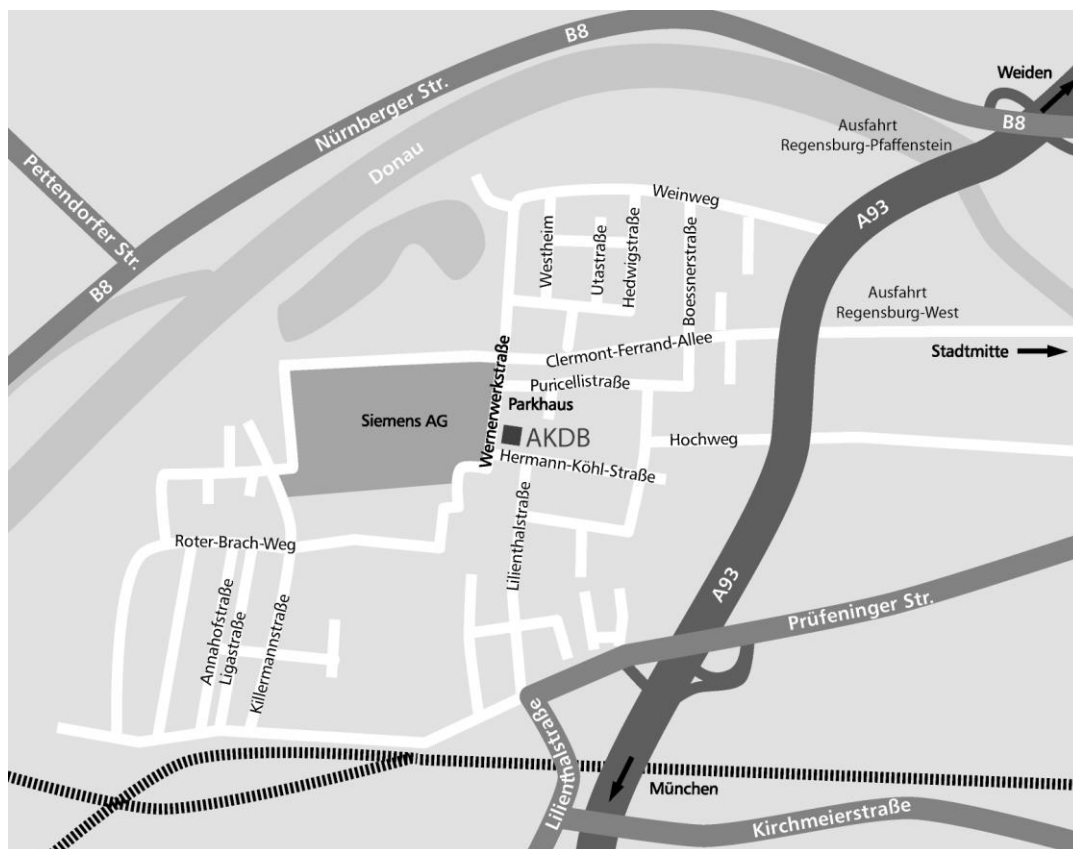 B8
Weiden
Nürnberger Str.
B8
Ausfahrt
Regensburg-Pfaffenstein
Donau
Pettendorfer Str.
Weinweg
A93
Westheim
Utastraße
Hedwigstraße
Boessnerstraße
B8
Ausfahrt
Regensburg-West
Clermont-Ferrand-Allee
Stadtmitte
Wernerwerkstraße
Puricellistraße
Parkhaus
Siemens AG
AKDB
Hochweg
Hermann-Köhl-Straße
Lilienthalstraße
Roter-Brach-Weg
A93
Annahofstraße
Ligastraße
Killermannstraße
Prüfeninger Str.
Lilienthalstraße
München
Kirchmeierstraße